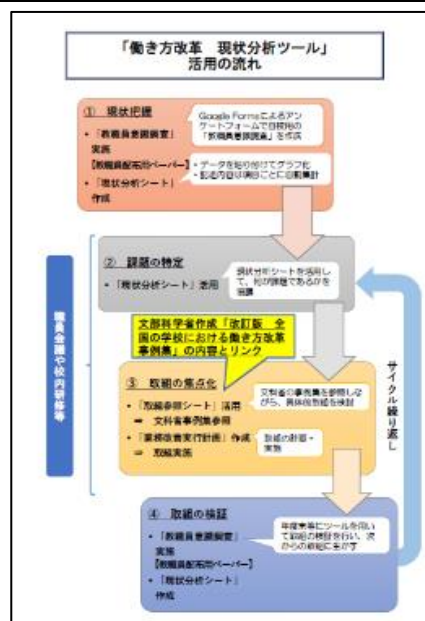 「働き方改革　現状分析ツール」
活用の流れ
① 現状把握
・「教職員意識調査」
実施
【教職員配布用ペーパー】
・「現状分析シート」
作成
Google Formsによるアン
ケートフォームで自校用の
「教職員意識調査」を作成
・データを貼り付けてグラフ化
・記述内容は項目ごとに自動集計
② 課題の特定
・「現状分析シート」活用
現状分析シートを活用し
て、何が課題であるかを
協議
文部科学省作成「改訂版　全
国の学校における働き方改革
事例集」の内容とリンク
③ 取組の焦点化
・「取組参照シート」活用
⇒ 文科省事例集参照
・「業務改善実行計画」作成
⇒ 取組実施
文科省の事例集を参照しな
がら、具体的取組を検討
取組の計画・
実施
④ 取組の検証
・「教職員意識調査」
実施
【教職員配布用ペーパー】
・「現状分析シート」
作成
年度末等にツールを用い
て取組の検証を行い、次
からの取組に生かす
職員会議や校内研修等
サイクル繰り返し